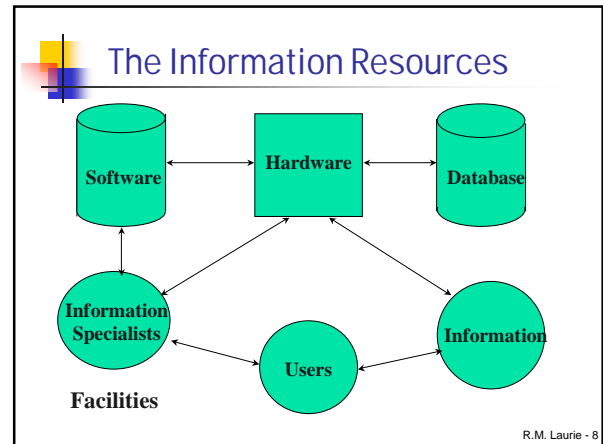 The Information Resources
Software
Hardware
Database
Information
Specialists
Users
Information
Facilities
R.M. Laurie - 8